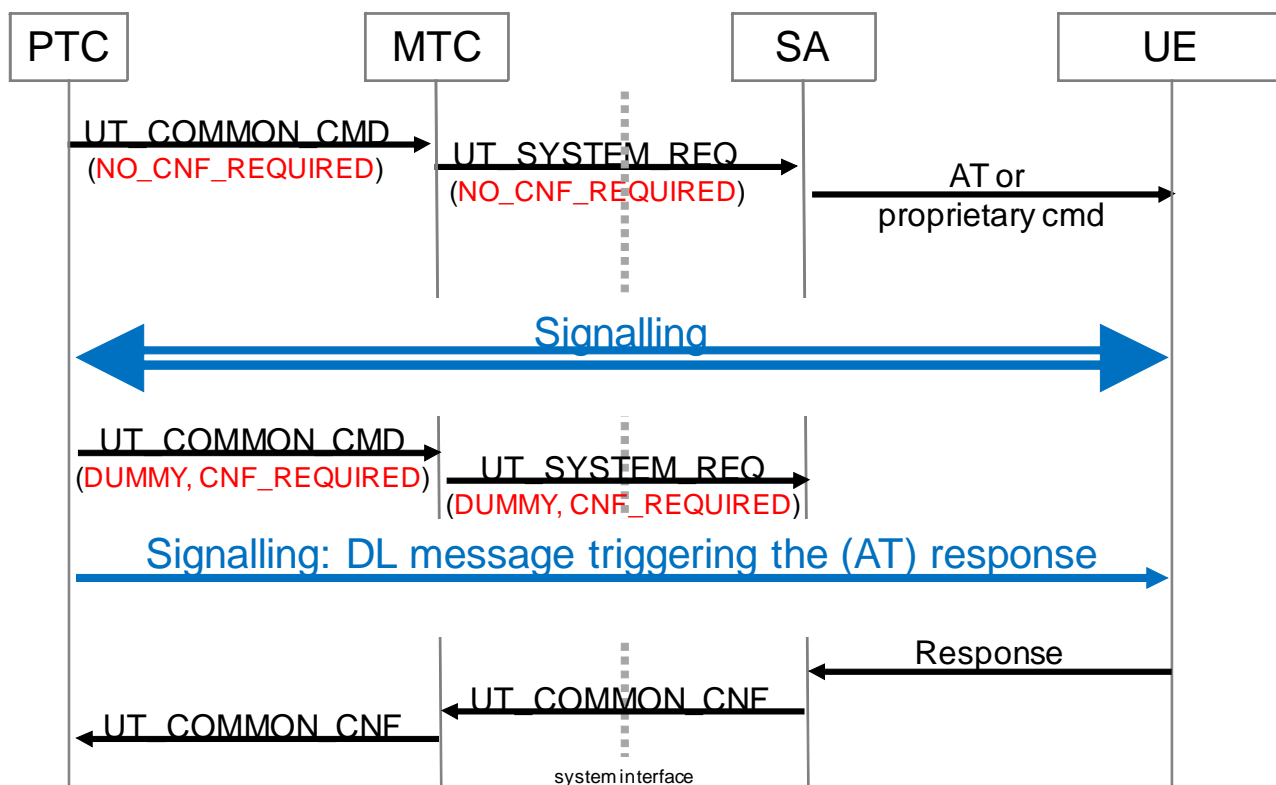 PTC
MTC
SA
UE
UT_COMMON_CMD
(NO_CNF_REQUIRED)
UT_SYSTEM_REQ
(NO_CNF_REQUIRED)
AT or
proprietary cmd
Signalling
UT_COMMON_CMD
(DUMMY, CNF_REQUIRED)
UT_SYSTEM_REQ
(DUMMY, CNF_REQUIRED)
Signalling: DL message triggering the (AT) response
Response
UT_COMMON_CNF
UT_COMMON_CNF
system interface